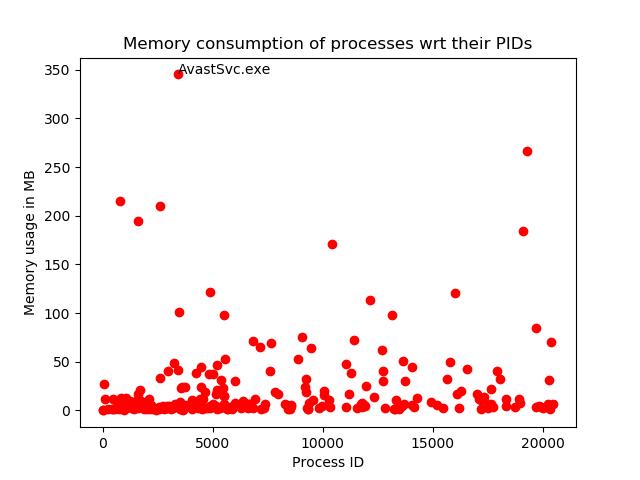 Memory consumption of processes wrt their PIDs
350
AvastSvc.exe
300
250
200
150
100
50
0
Memory usage in MB
0 5000 10000 15000 20000
Process ID